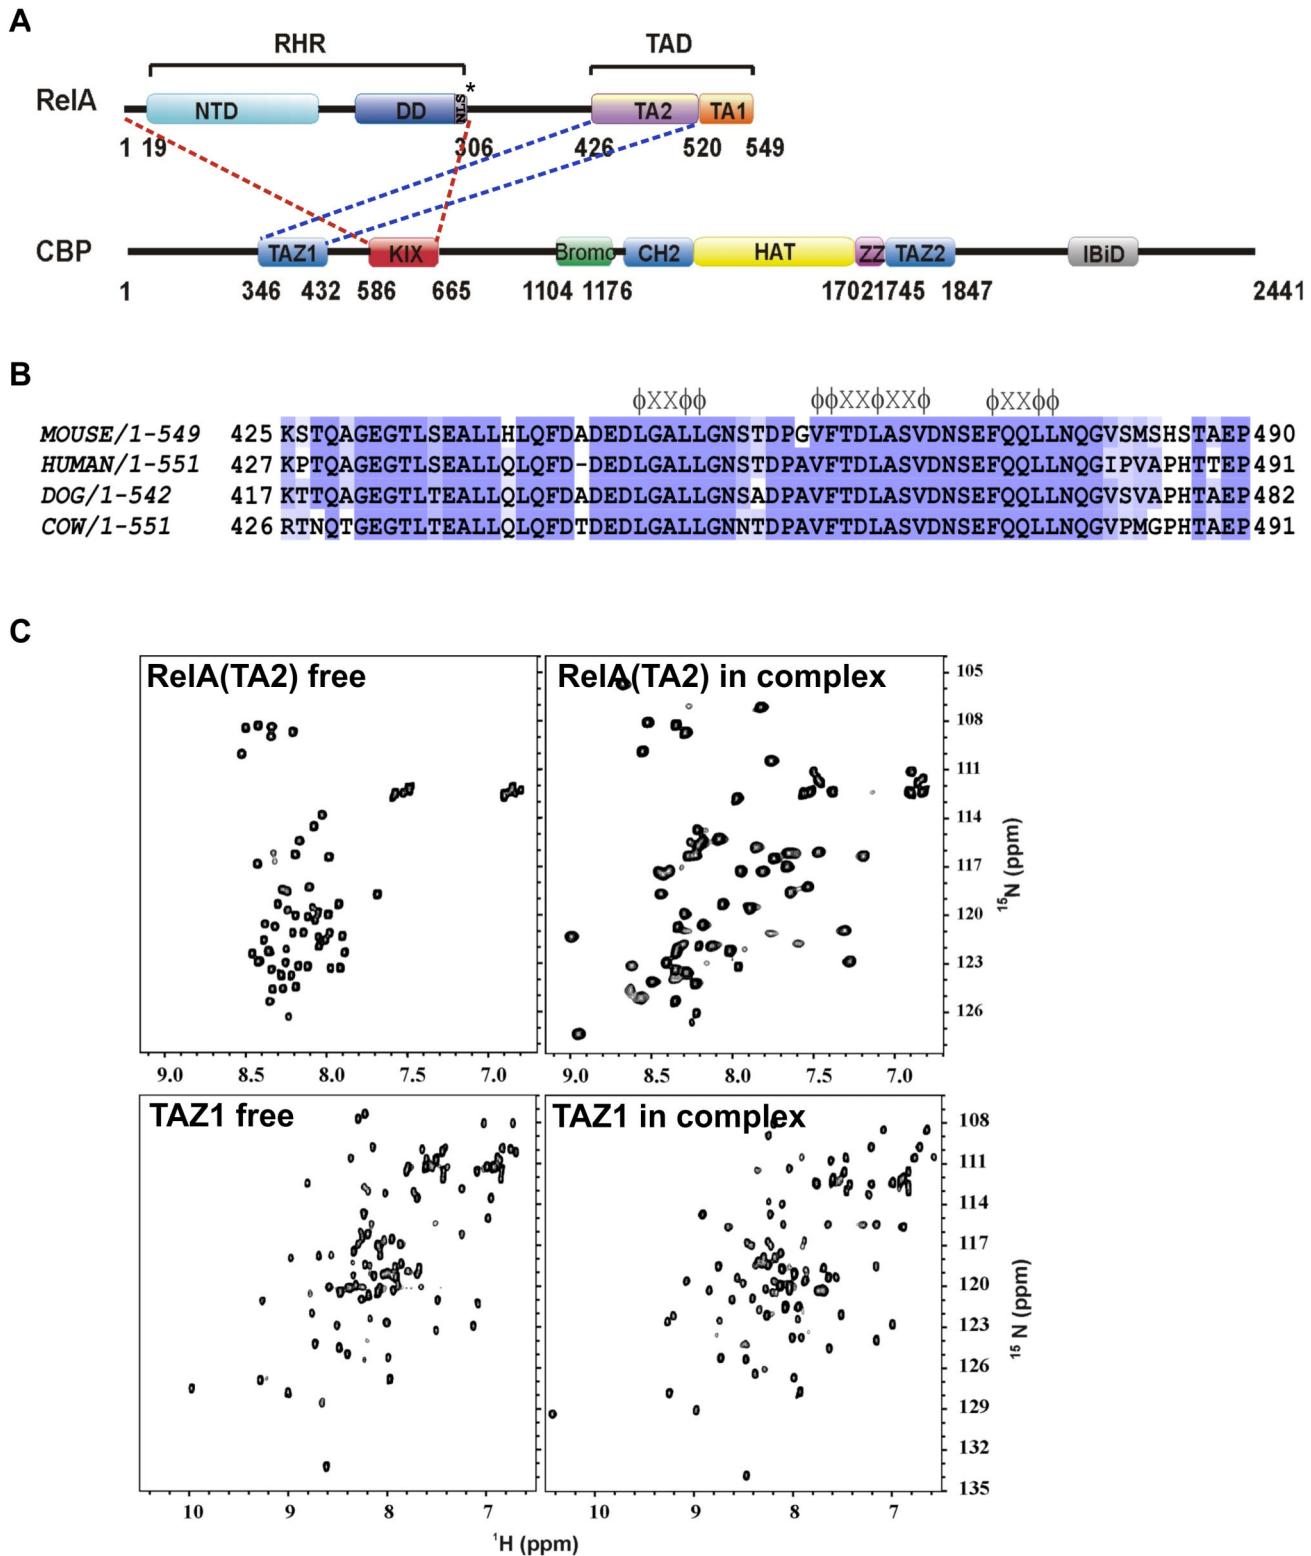 A
RHR TAD
RelA NTD DD NLS * TA2 TA1
1 19 306 426 520 549
CBP TAZ1 KIX Bromo CH2 HAT ZZ TAZ2 IBiD
1 346 432 586 665 1104 1176 1702 1745 1847 2441
B
ϕXXϕϕ ϕϕXXϕXXϕ ϕXXϕϕ
MOUSE/1-549 425 KSTQAGEGTLSEALLHLQFDADEDLGALLGNSTDPGVFTDLASVDNSEFQQLLNQGVSMSHSTAEP 490
HUMAN/1-551 427 KPTQAGEGTLSEALLQLQFD-DEDLGALLGNSTDPAVFTDLASVDNSEFQQLLNQGIPVAPHTTEP 491
DOG/1-542 417 KTTQAGEGTLTEALLQLQFDADEDLGALLGNSADPAVFTDLASVDNSEFQQLLNQGVSVAPHTAEP 482
COW/1-551 426 RTNQTGEGTLTEALLQLQFDTDEDLGALLGNNTDPAVFTDLASVDNSEFQQLLNQGVPMGPHTAEP 491
C
RelA(TA2) free RelA(TA2) in complex
105
108
111
114
117
120
123
126
15N (ppm)
9.0 8.5 8.0 7.5 7.0 9.0 8.5 8.0 7.5 7.0
TAZ1 free TAZ1 in complex
108
111
114
117
120
123
126
129
132
135
15N (ppm)
10 9 8 7 10 9 8 7
1H (ppm)